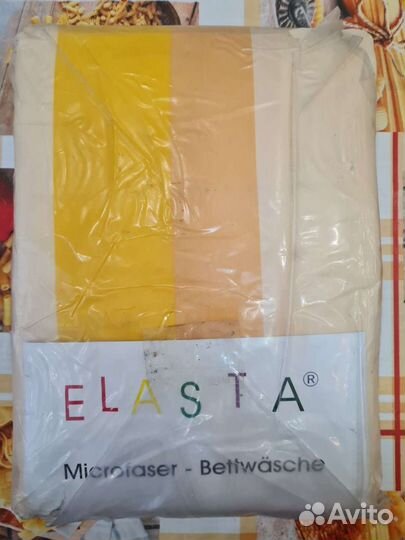 ELASTA®
Microfaser - Bettwäsche
Avito